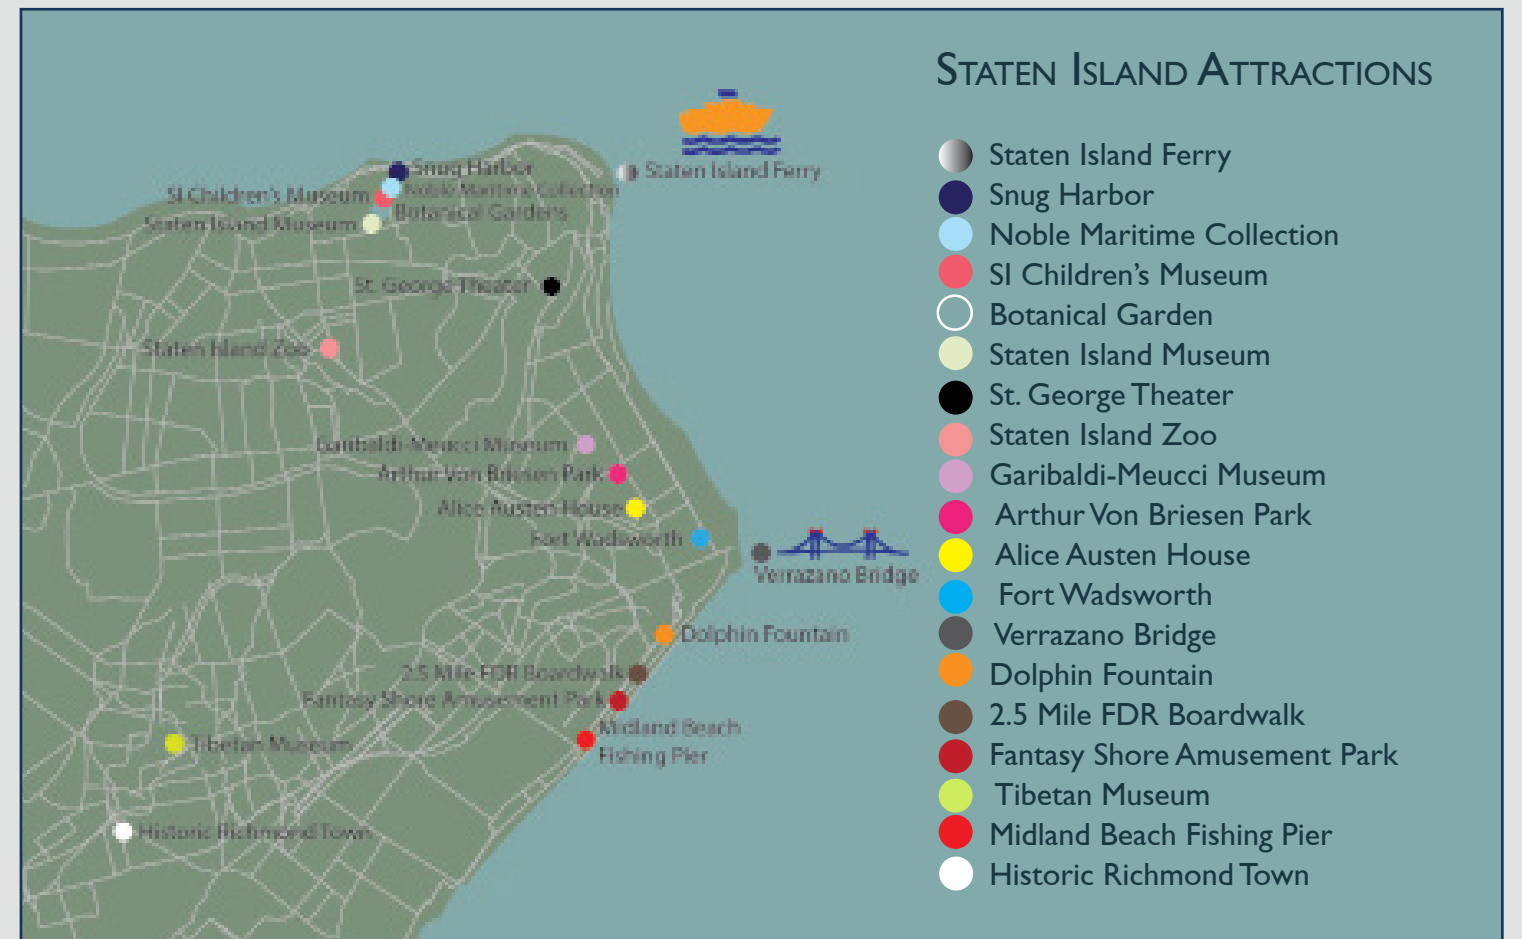 STATEN ISLAND ATTRACTIONS
Staten Island Ferry
Snug Harbor
Noble Maritime Collection
SI Children's Museum
Botanical Garden
Staten Island Museum
St. George Theater
Staten Island Zoo
Garibaldi-Meucci Museum
Arthur Von Briesen Park
Alice Austen House
Fort Wadsworth
Verrazano Bridge
Dolphin Fountain
2.5 Mile FDR Boardwalk
Fantasy Shore Amusement Park
Tibetan Museum
Midland Beach Fishing Pier
Historic Richmond Town
Snug Harbor
Staten Island Ferry
Noble Maritime Collection
SI Children's Museum
Botanical Gardens
Staten Island Museum
St. George Theater
Staten Island Zoo
Garibaldi-Meucci Museum
Arthur Von Briesen Park
Alice Austen House
Fort Wadsworth
Verrazano Bridge
Dolphin Fountain
2.5 Mile FDR Boardwalk
Fantasy Shore Amusement Park
Midland Beach
Fishing Pier
Tibetan Museum
Historic Richmond Town